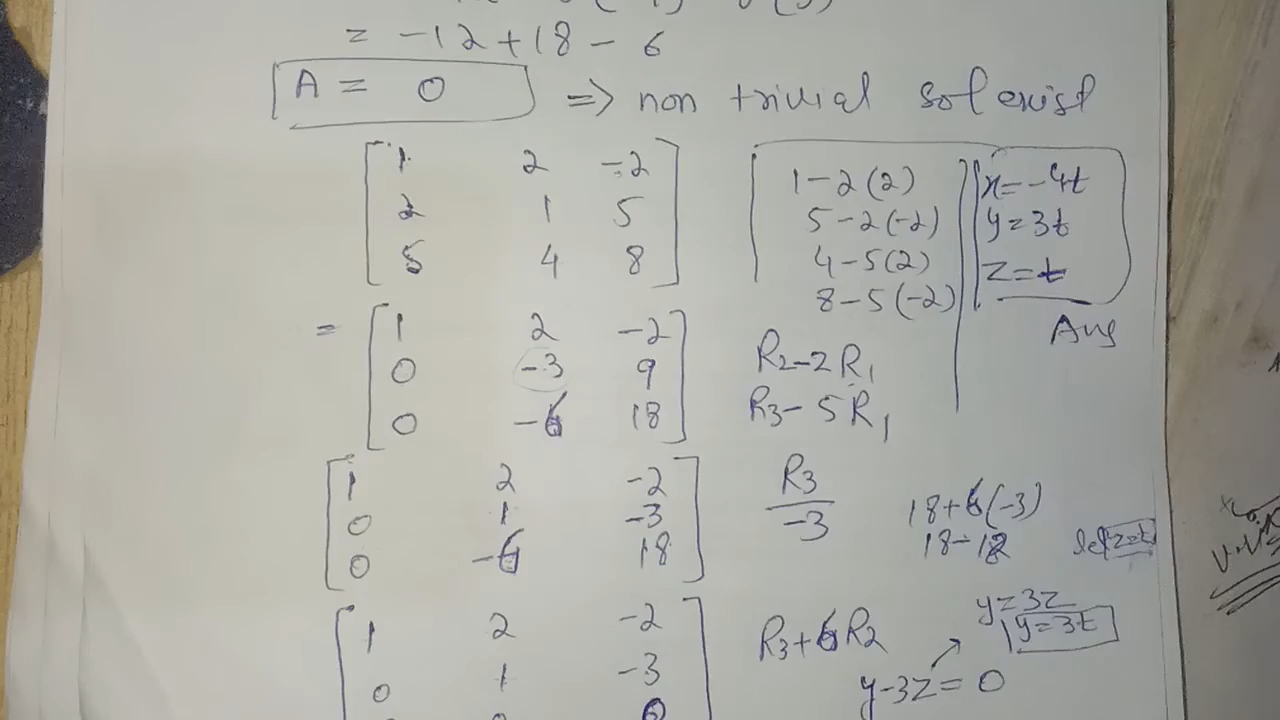 = -12+18-6
A = 0 => non trivial sol exist
1 2 -2
2 1 5
5 4 8
1-2(2)
5-2(-2)
4-5(2)
8-5(-2)
x=-4t
y=3t
z=t
Ans
= 1 2 -2
0 -3 9
0 -6 18
R2-2R1
R3-5R1
1 2 -2
0 1 -3
0 -6 18
R3
-3
18+6(-3)
18-18
let z=t
1 2 -2
0 1 -3
R3+6R2
y=3z
y=3t
y-3z=0